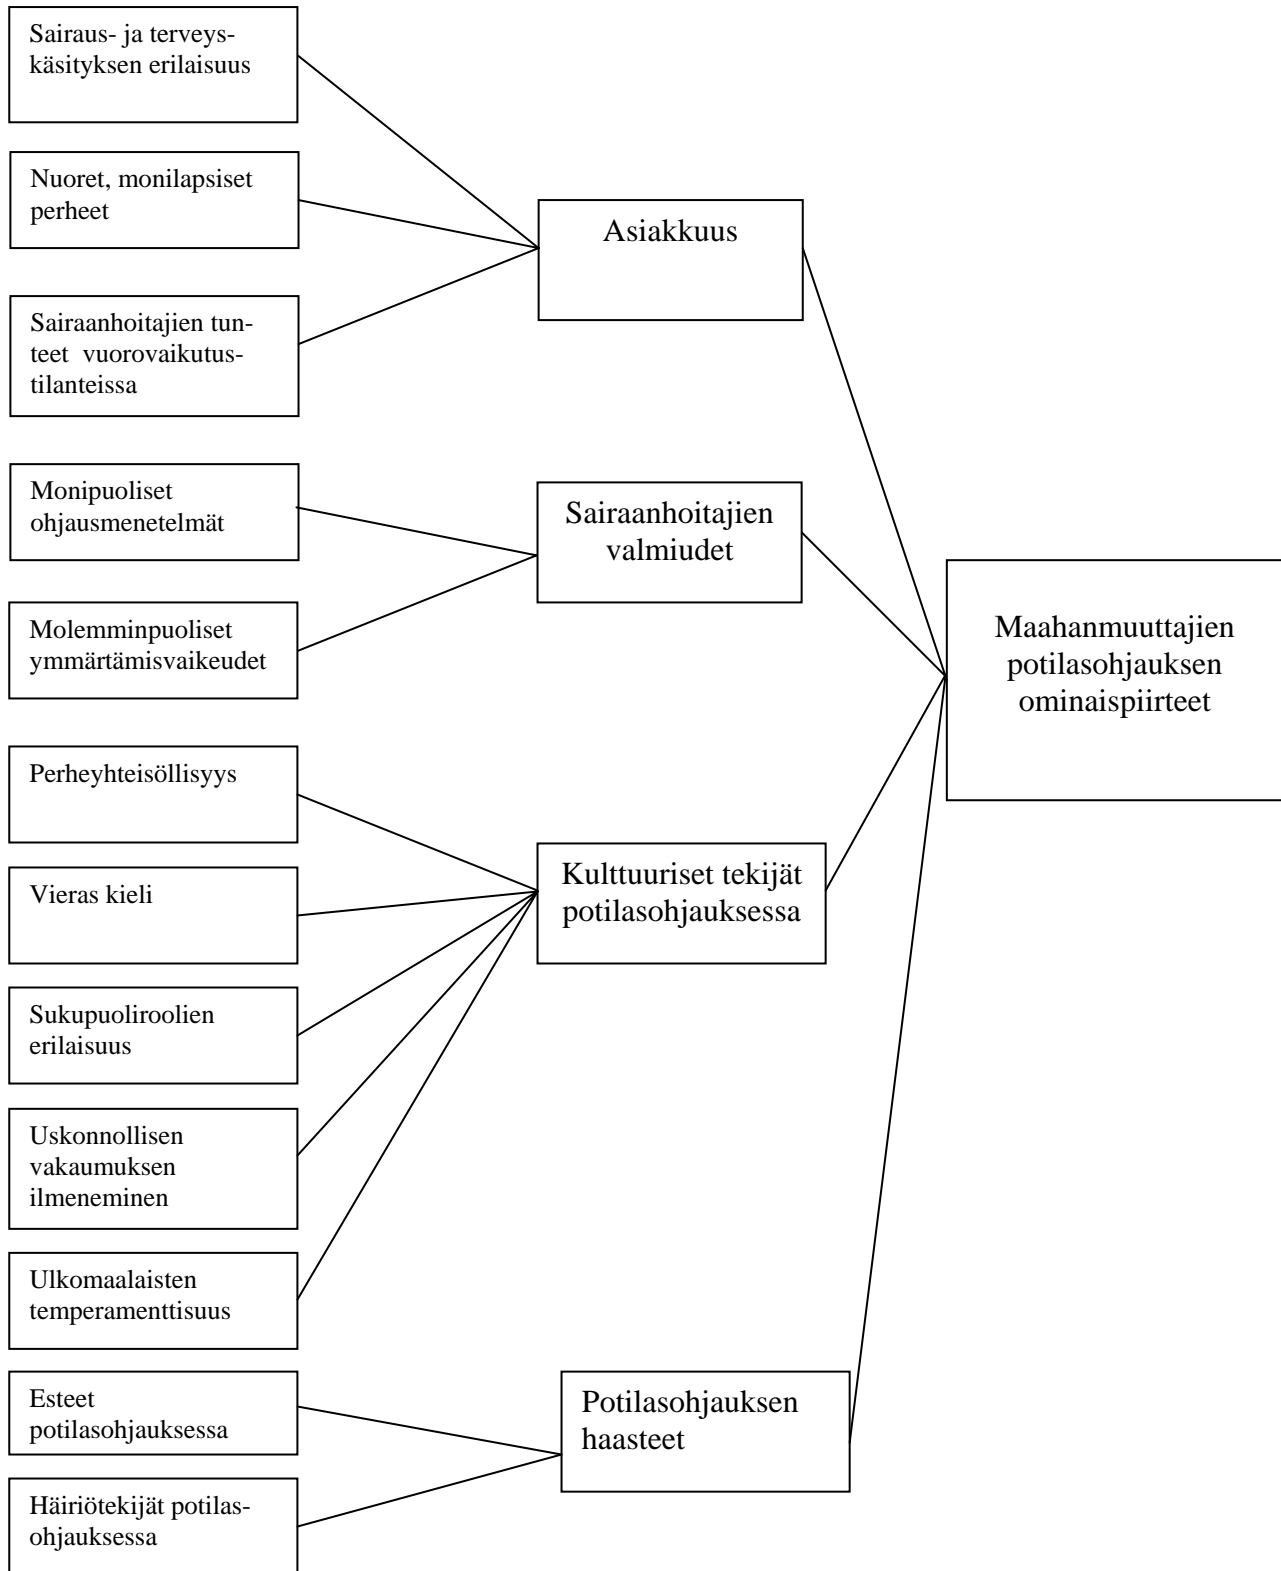 Sairaus- ja terveys-
käsityksen erilaisuus
Nuoret, monilapsiset
perheet
Sairaanhoitajien tun-
teet vuorovaikutus-
tilanteissa
Asiakkuus
Monipuoliset
ohjausmenetelmät
Molemminpuoliset
ymmärtämisvaikeudet
Sairaanhoitajien
valmiudet
Perheyhteisöllisyys
Vieras kieli
Sukupuoliroolien
erilaisuus
Uskonnollisen
vakaumuksen
ilmeneminen
Ulkomaalaisten
temperamenttisuus
Kulttuuriset tekijät
potilasohjauksessa
Esteet
potilasohjauksessa
Häiriötekijät potilas-
ohjauksessa
Potilasohjauksen
haasteet
Maahanmuuttajien
potilasohjauksen
ominaispiirteet